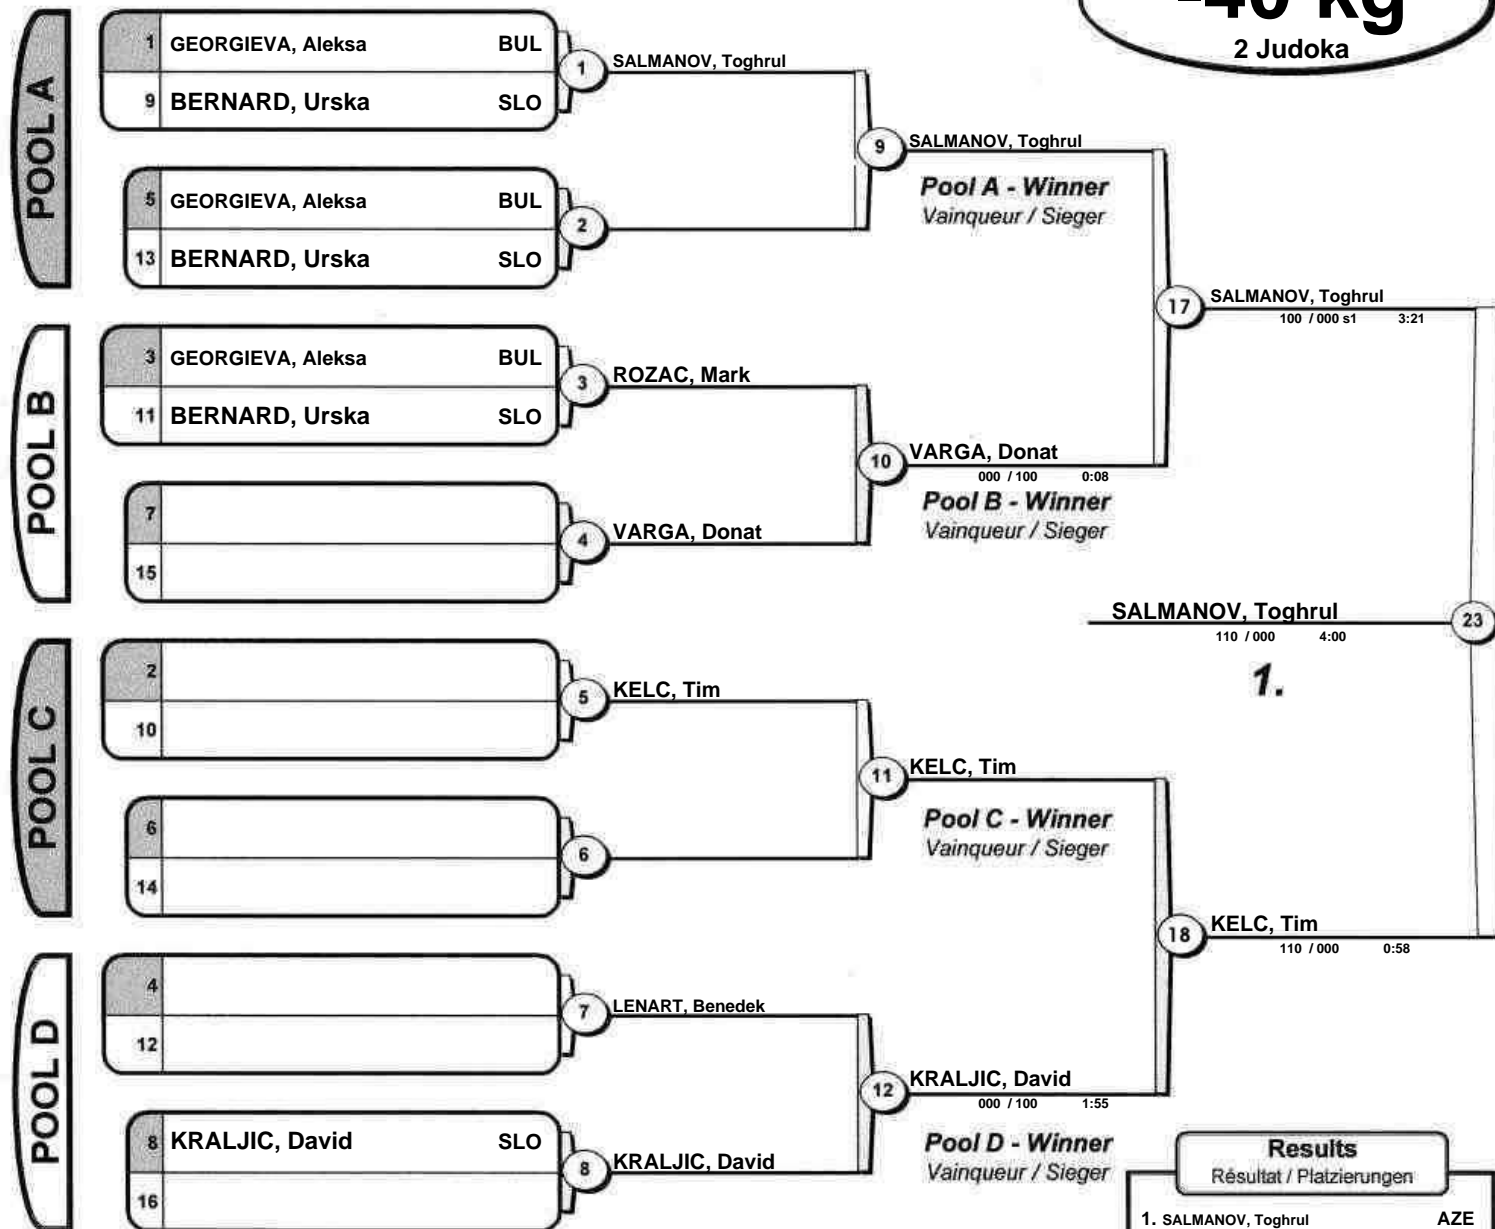 -40 kg
2 Judoka
POOL A
1 GEORGIEVA, Aleksa BUL
9 BERNARD, Urska SLO
1 SALMANOV, Toghrul
5 GEORGIEVA, Aleksa BUL
13 BERNARD, Urska SLO
2
9 SALMANOV, Toghrul
Pool A - Winner
Vainqueur / Sieger
POOL B
3 GEORGIEVA, Aleksa BUL
11 BERNARD, Urska SLO
3 ROZAC, Mark
7
15
4 VARGA, Donat
10 VARGA, Donat
000 / 100 0:08
Pool B - Winner
Vainqueur / Sieger
17 SALMANOV, Toghrul
100 / 000 s1 3:21
SALMANOV, Toghrul 23
110 / 000 4:00
1.
POOL C
2
10
5 KELC, Tim
6
14
6
11 KELC, Tim
Pool C - Winner
Vainqueur / Sieger
POOL D
4
12
7 LENART, Benedek
8 KRALJIC, David SLO
16
8 KRALJIC, David
12 KRALJIC, David
000 / 100 1:55
Pool D - Winner
Vainqueur / Sieger
18 KELC, Tim
110 / 000 0:58
Results
Résultat / Platzierungen
1. SALMANOV, Toghrul AZE